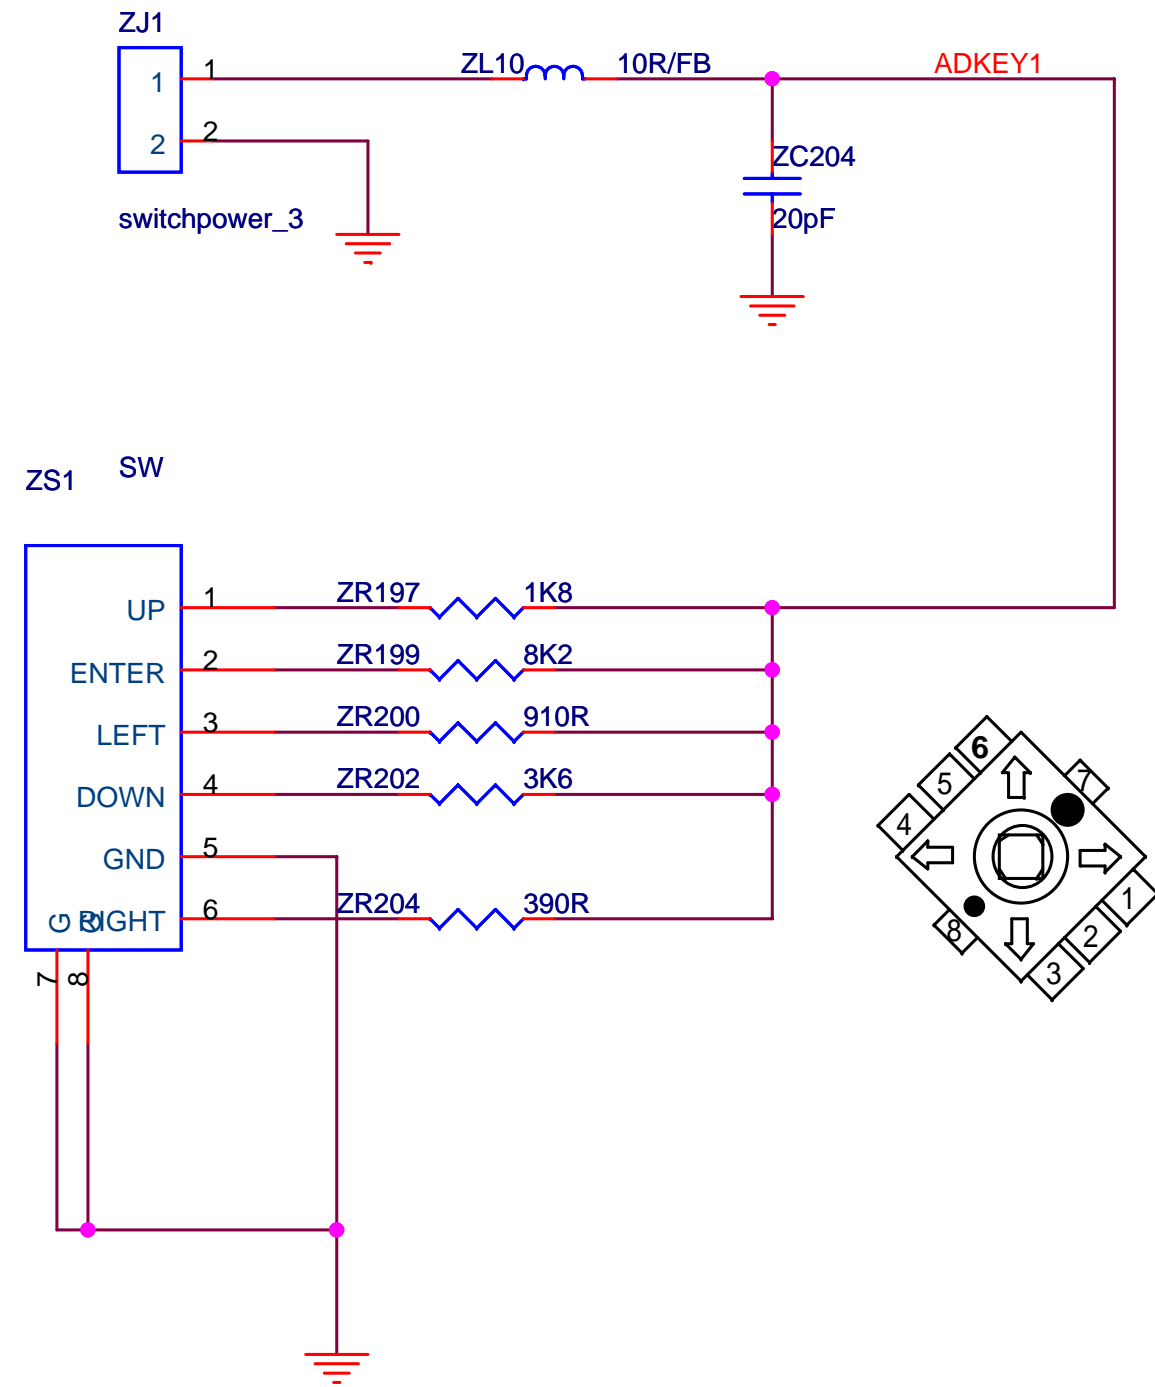 ZJ1
1 1
ZL10 10R/FB ADKEY1
2 2
ZC204
20pF
switchpower_3
ZS1 SW
UP 1 ZR197 1K8
ENTER 2 ZR199 8K2
LEFT 3 ZR200 910R
DOWN 4 ZR202 3K6
GND 5
RIGHT 6 ZR204 390R
G G
7 8
6
5
4
7
8
1
2
3